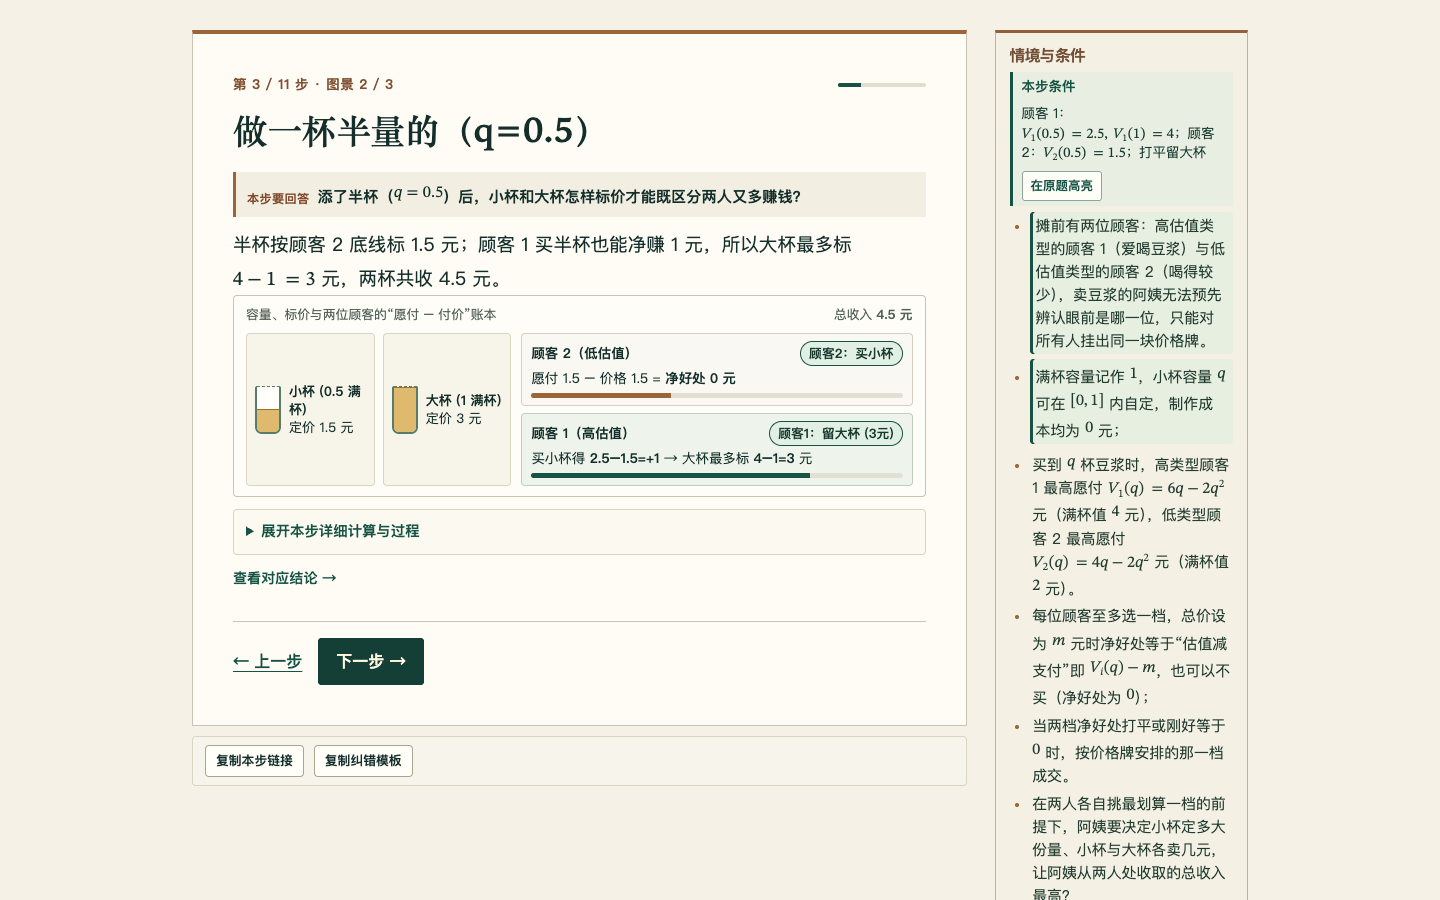 第 3 / 11 步 · 图景 2 / 3
做一杯半量的（q=0.5）
本步要回答 添了半杯（q = 0.5）后，小杯和大杯怎样标价才能既区分两人又多赚钱？
半杯按顾客 2 底线标 1.5 元；顾客 1 买半杯也能净赚 1 元，所以大杯最多标
4 − 1 = 3 元，两杯共收 4.5 元。
容量、标价与两位顾客的“愿付 − 付价”账本
总收入 4.5 元
小杯 (0.5 满
杯)
定价 1.5 元
大杯 (1 满杯)
定价 3 元
顾客 2（低估值）
顾客2：买小杯
愿付 1.5 − 价格 1.5 = 净好处 0 元
顾客 1（高估值）
顾客1：留大杯 (3元)
买小杯得 2.5−1.5=+1 → 大杯最多标 4−1=3 元
▶ 展开本步详细计算与过程
查看对应结论 →
← 上一步
下一步 →
复制本步链接
复制纠错模板
情境与条件
本步条件
顾客 1：
V₁(0.5) = 2.5, V₁(1) = 4；顾客
2：V₂(0.5) = 1.5；打平留大杯
在原题高亮
• 摊前有两位顾客：高估值类
型的顾客 1（爱喝豆浆）与低
估值类型的顾客 2（喝得较
少），卖豆浆的阿姨无法预先
辨认眼前是哪一位，只能对
所有人挂出同一块价格牌。
• 满杯容量记作 1，小杯容量 q
可在 [0, 1] 内自定，制作成
本均为 0 元；
• 买到 q 杯豆浆时，高类型顾客
1 最高愿付 V₁(q) = 6q − 2q²
元（满杯值 4 元），低类型顾
客 2 最高愿付
V₂(q) = 4q − 2q² 元（满杯值
2 元）。
• 每位顾客至多选一档，总价设
为 m 元时净好处等于“估值减
支付”即 Vᵢ(q) − m，也可以不
买（净好处为 0）；
• 当两档净好处打平或刚好等于
0 时，按价格牌安排的那一档
成交。
• 在两人各自挑最划算一档的前
提下，阿姨要决定小杯定多大
份量、小杯与大杯各卖几元，
让阿姨从两人处收取的总收入
最高？